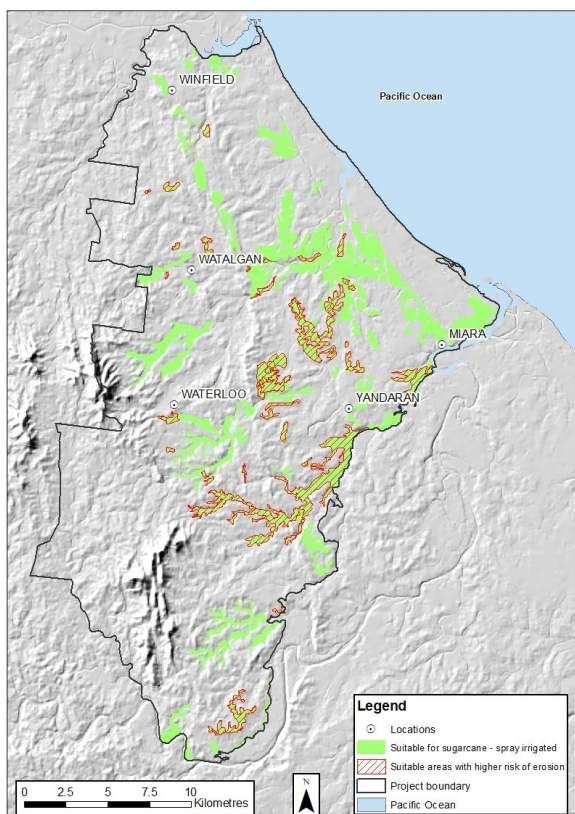 Pacific Ocean
WINFIELD
WATALGAN
MIARA
WATERLOO
YANDARAN
Legend
Locations
Suitable for sugarcane - spray irrigated
Suitable areas with higher risk of erosion
Project boundary
Pacific Ocean
0 2.5 5 7.5 10
Kilometres
N